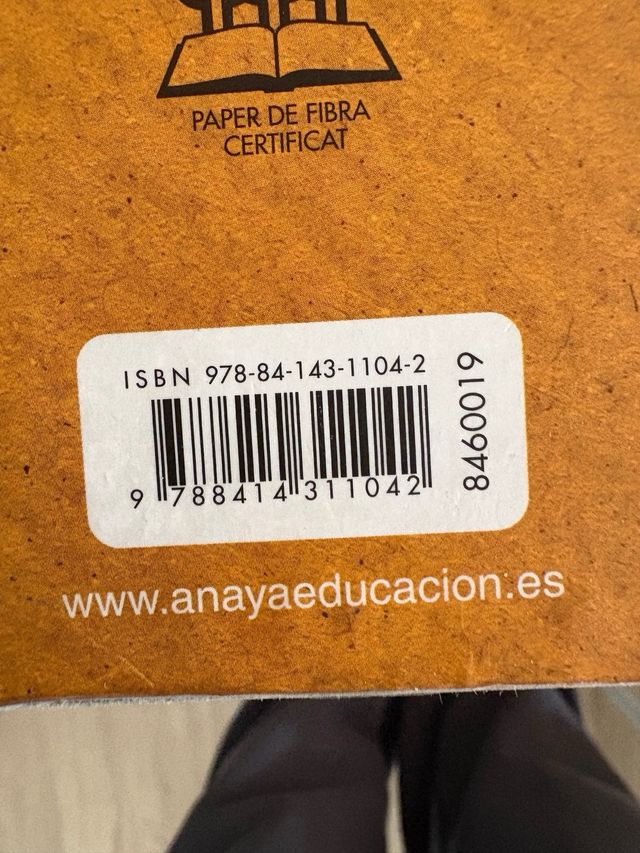 PAPER DE FIBRA
CERTIFICAT
ISBN 978-84-143-1104-2
8460019
9 788414 311042
www.anayaeducacion.es